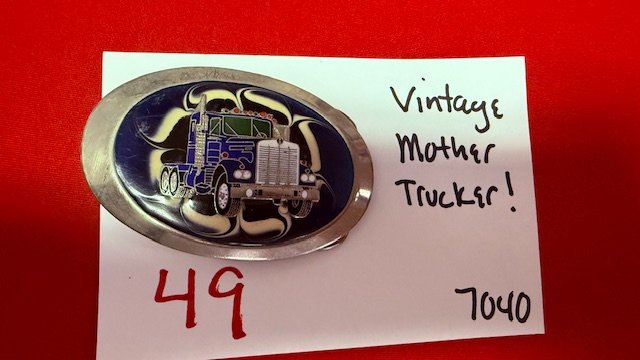 Vintage
Mother
Trucker!
49
7040